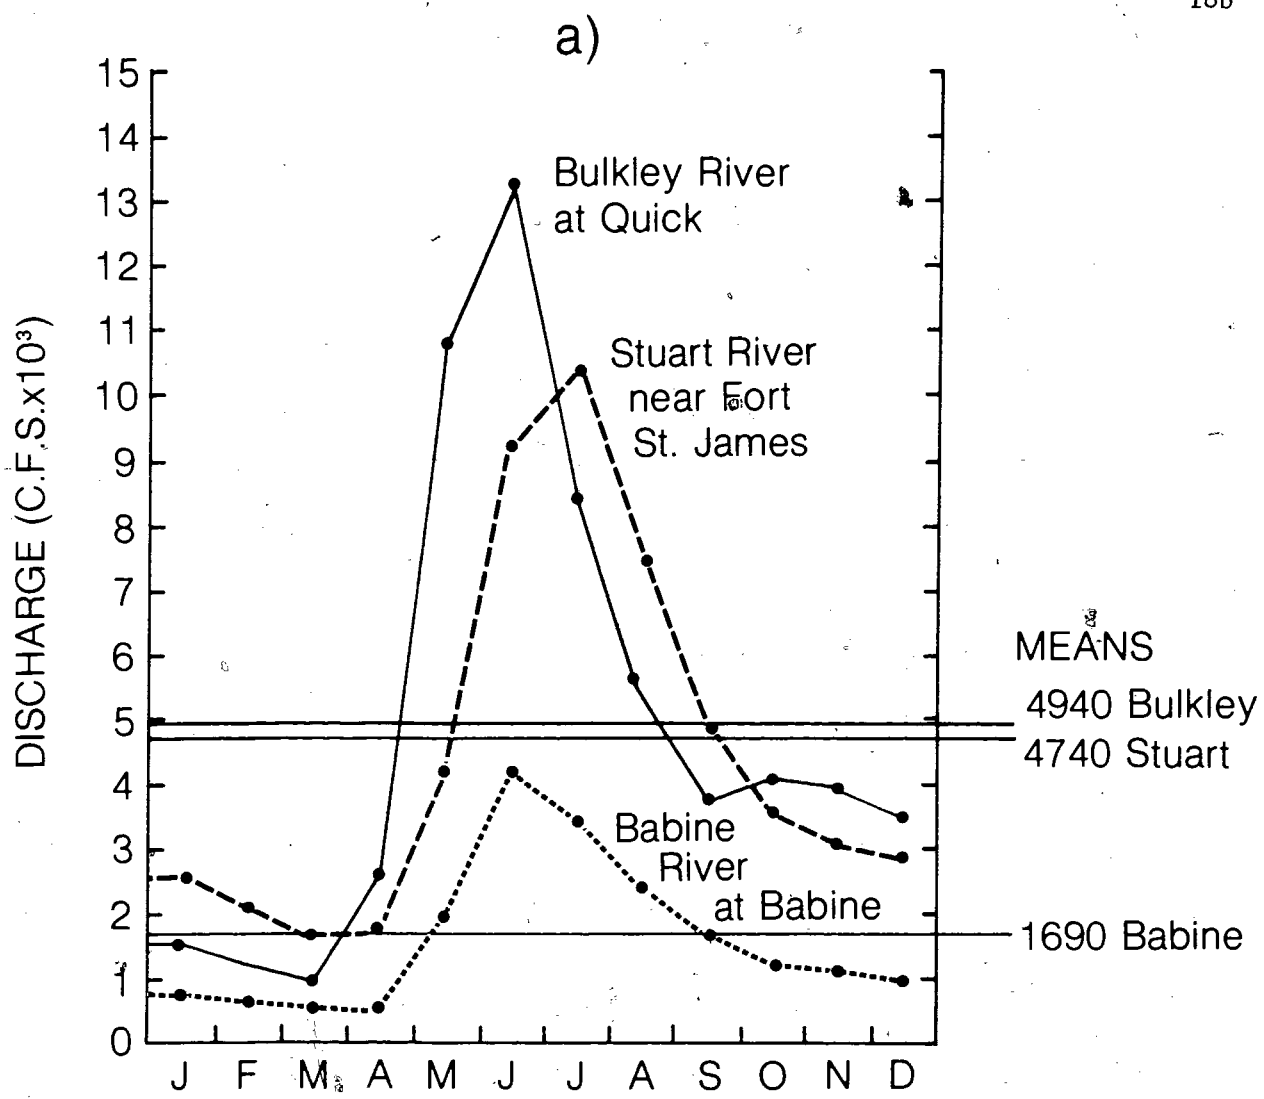 18b
a)
15
14
13
12
11
10
9
8
7
6
5
4
3
2
1
0
DISCHARGE (C.F.S.x10³)
Bulkley River
at Quick
Stuart River
near Fort
St. James
Babine
River
at Babine
MEANS
4940 Bulkley
4740 Stuart
1690 Babine
J F M A M J J A S O N D